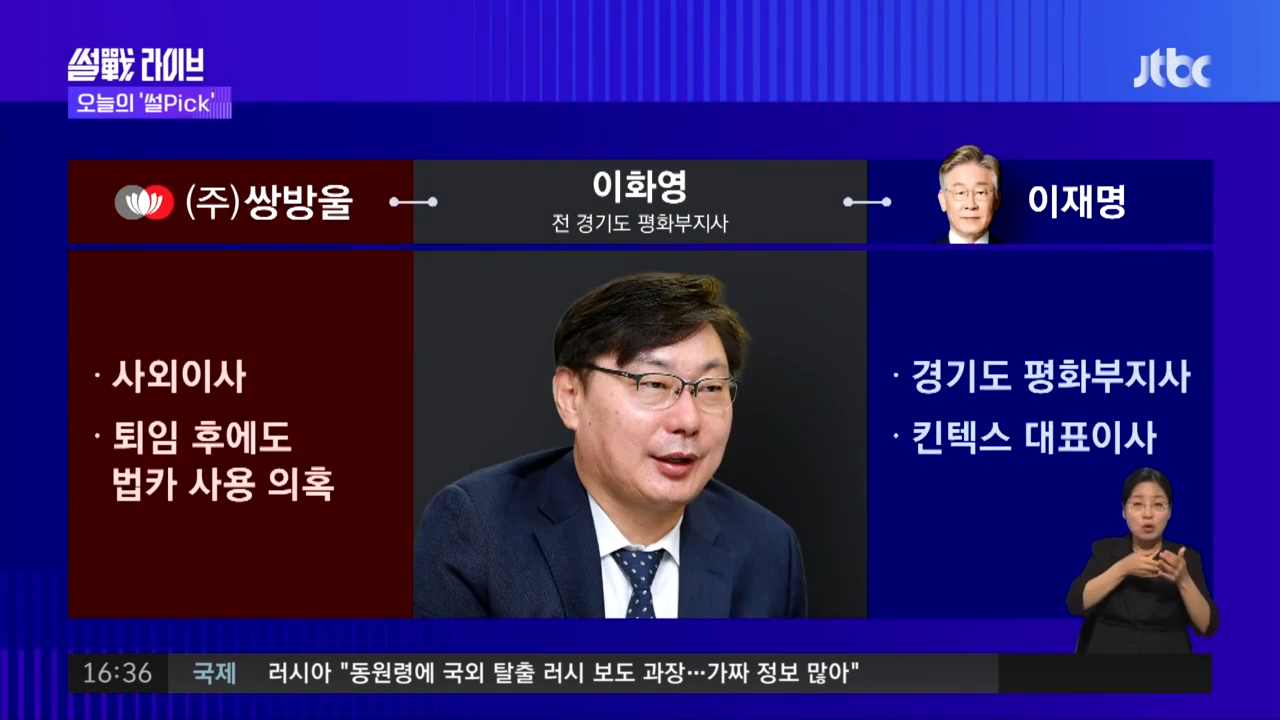 썰戰 라이브
jtbc
오늘의 '썰Pick'
(주)쌍방울
이화영
전 경기도 평화부지사
이재명
· 사외이사
· 퇴임 후에도
법카 사용 의혹
· 경기도 평화부지사
· 킨텍스 대표이사
16:36 국제 러시아 "동원령에 국외 탈출 러시 보도 과장…가짜 정보 많아"